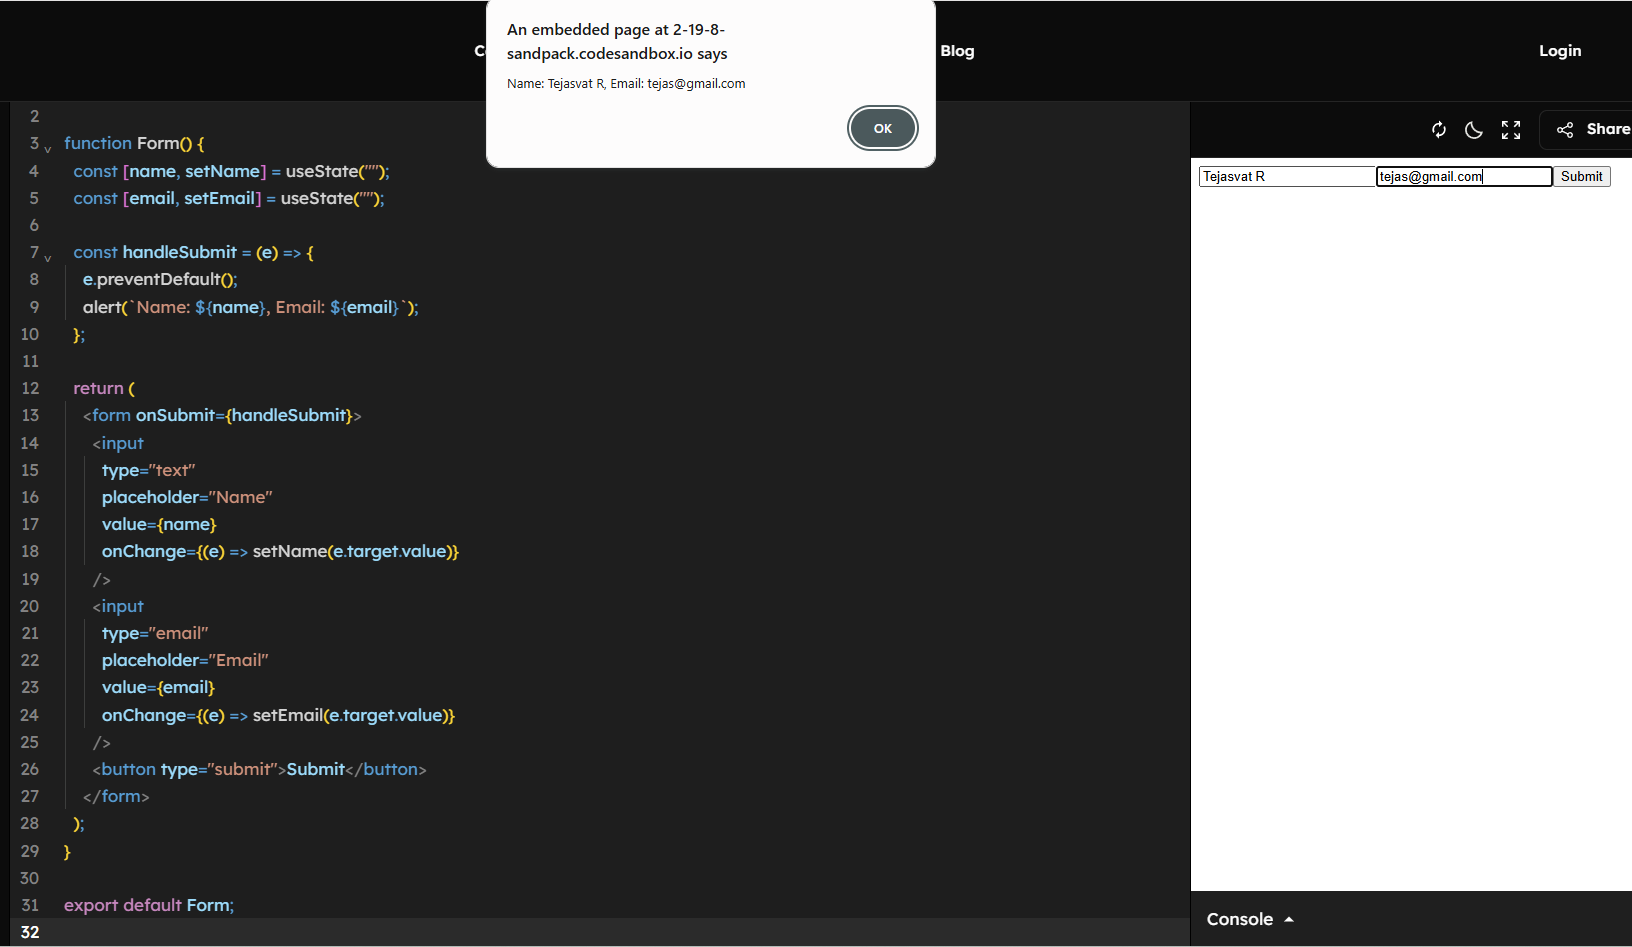 An embedded page at 2-19-8-
sandpack.codesandbox.io says
Name: Tejasvat R, Email: tejas@gmail.com
OK
Blog
Login
2
3 function Form() {
4 const [name, setName] = useState("");
5 const [email, setEmail] = useState("");
6
7 const handleSubmit = (e) => {
8 e.preventDefault();
9 alert(`Name: ${name}, Email: ${email}`);
10 };
11
12 return (
13 <form onSubmit={handleSubmit}>
14 <input
15 type="text"
16 placeholder="Name"
17 value={name}
18 onChange={(e) => setName(e.target.value)}
19 />
20 <input
21 type="email"
22 placeholder="Email"
23 value={email}
24 onChange={(e) => setEmail(e.target.value)}
25 />
26 <button type="submit">Submit</button>
27 </form>
28 );
29 }
30
31 export default Form;
32
Share
Tejasvat R tejas@gmail.com Submit
Console